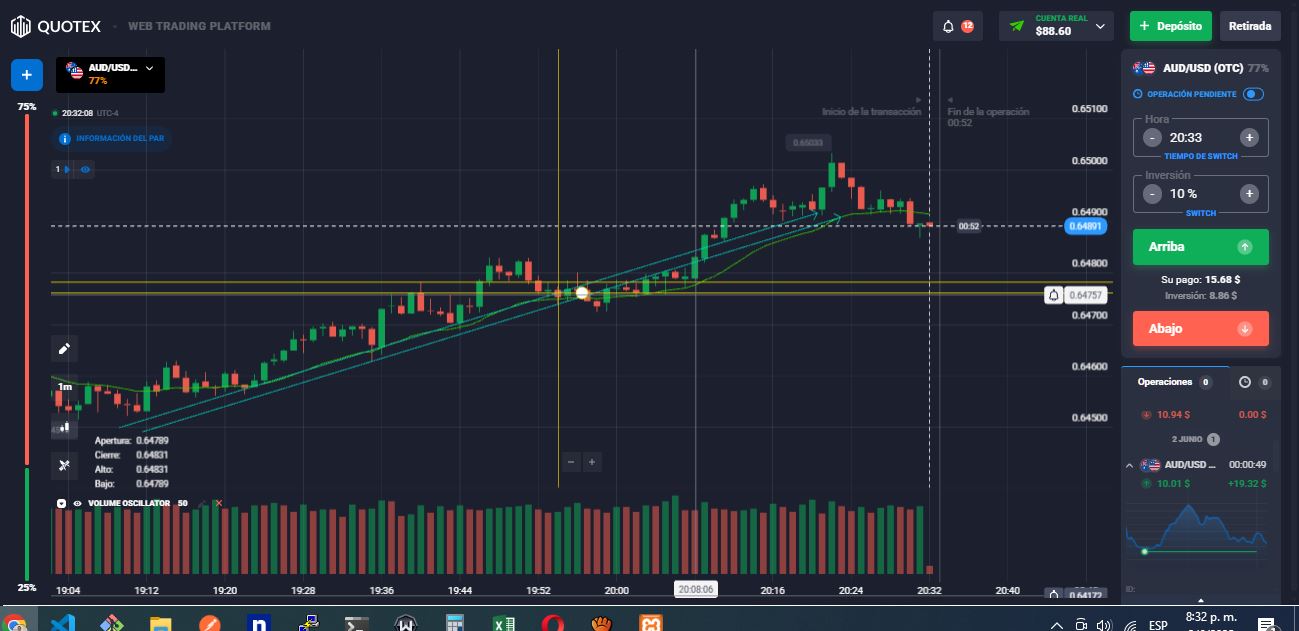 QUOTEX
WEB TRADING PLATFORM
12
CUENTA REAL
$88.60
Depósito
Retirada
AUD/USD...
77%
75%
20:32:08 UTC-4
INFORMACIÓN DEL PAR
1
Inicio de la transacción
Fin de la operación
00:52
0.65033
0.65100
0.65000
0.64900
0.64891
00:52
0.64800
0.64757
0.64700
0.64600
0.64500
1m
Apertura: 0.64789
Cierre: 0.64831
Alto: 0.64831
Bajo: 0.64789
VOLUME OSCILLATOR 50
25%
19:04
19:12
19:20
19:28
19:36
19:44
19:52
20:00
20:08:06
20:16
20:24
20:32
20:40
0.64172
AUD/USD (OTC) 77%
OPERACIÓN PENDIENTE
Hora
- 20:33 +
TIEMPO DE SWITCH
Inversión
- 10 % +
SWITCH
Arriba
Su pago: 15.68 $
Inversión: 8.86 $
Abajo
Operaciones 0
0
10.94 $ 0.00 $
2 JUNIO 1
AUD/USD ... 00:00:49
10.01 $ +19.32 $
ID:
ESP
8:32 p. m.